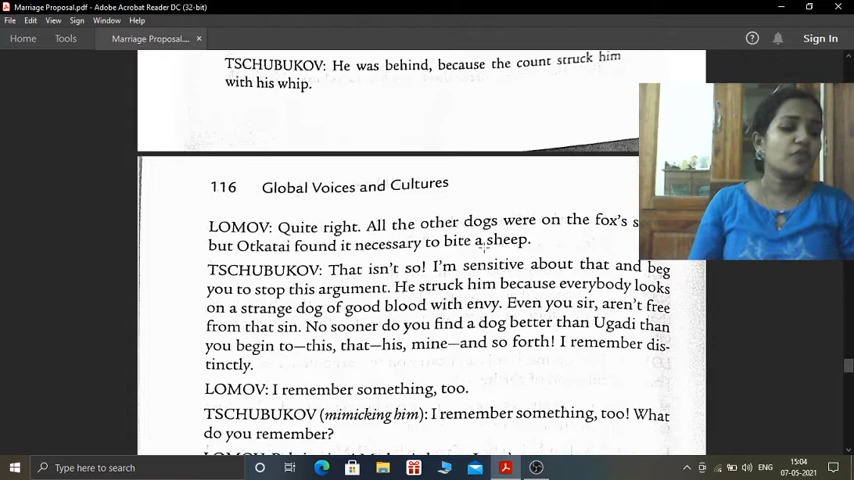 Marriage Proposal.pdf - Adobe Acrobat Reader DC (32-bit)
File Edit View Sign Window Help
Home Tools Marriage Proposal.... × Sign In
TSCHUBUKOV: He was behind, because the count struck him
with his whip.
116 Global Voices and Cultures
LOMOV: Quite right. All the other dogs were on the fox's
but Otkatai found it necessary to bite a sheep.
TSCHUBUKOV: That isn't so! I'm sensitive about that and beg
you to stop this argument. He struck him because everybody looks
on a strange dog of good blood with envy. Even you sir, aren't free
from that sin. No sooner do you find a dog better than Ugadi than
you begin to—this, that—his, mine—and so forth! I remember dis-
tinctly.
LOMOV: I remember something, too.
TSCHUBUKOV (mimicking him): I remember something, too! What
do you remember?
Type here to search
ENG
15:04
07-05-2021